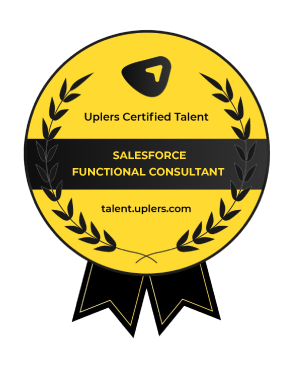 Uplers Certified Talent
SALESFORCE
FUNCTIONAL CONSULTANT
talent.uplers.com